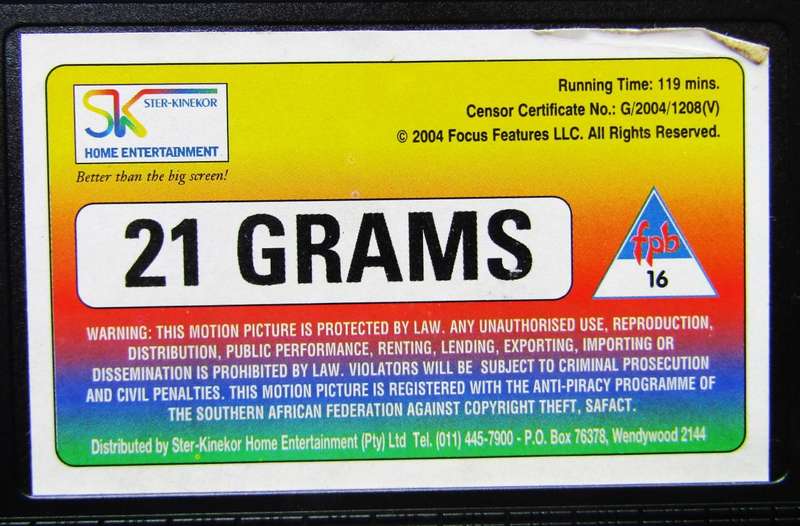 SK STER-KINEKOR
HOME ENTERTAINMENT
Better than the big screen!
Running Time: 119 mins.
Censor Certificate No.: G/2004/1208(V)
© 2004 Focus Features LLC. All Rights Reserved.
21 GRAMS
fpb
16
WARNING: THIS MOTION PICTURE IS PROTECTED BY LAW. ANY UNAUTHORISED USE, REPRODUCTION,
DISTRIBUTION, PUBLIC PERFORMANCE, RENTING, LENDING, EXPORTING, IMPORTING OR
DISSEMINATION IS PROHIBITED BY LAW. VIOLATORS WILL BE SUBJECT TO CRIMINAL PROSECUTION
AND CIVIL PENALTIES. THIS MOTION PICTURE IS REGISTERED WITH THE ANTI-PIRACY PROGRAMME OF
THE SOUTHERN AFRICAN FEDERATION AGAINST COPYRIGHT THEFT, SAFACT.
Distributed by Ster-Kinekor Home Entertainment (Pty) Ltd Tel. (011) 445-7900 - P.O. Box 76378, Wendywood 2144